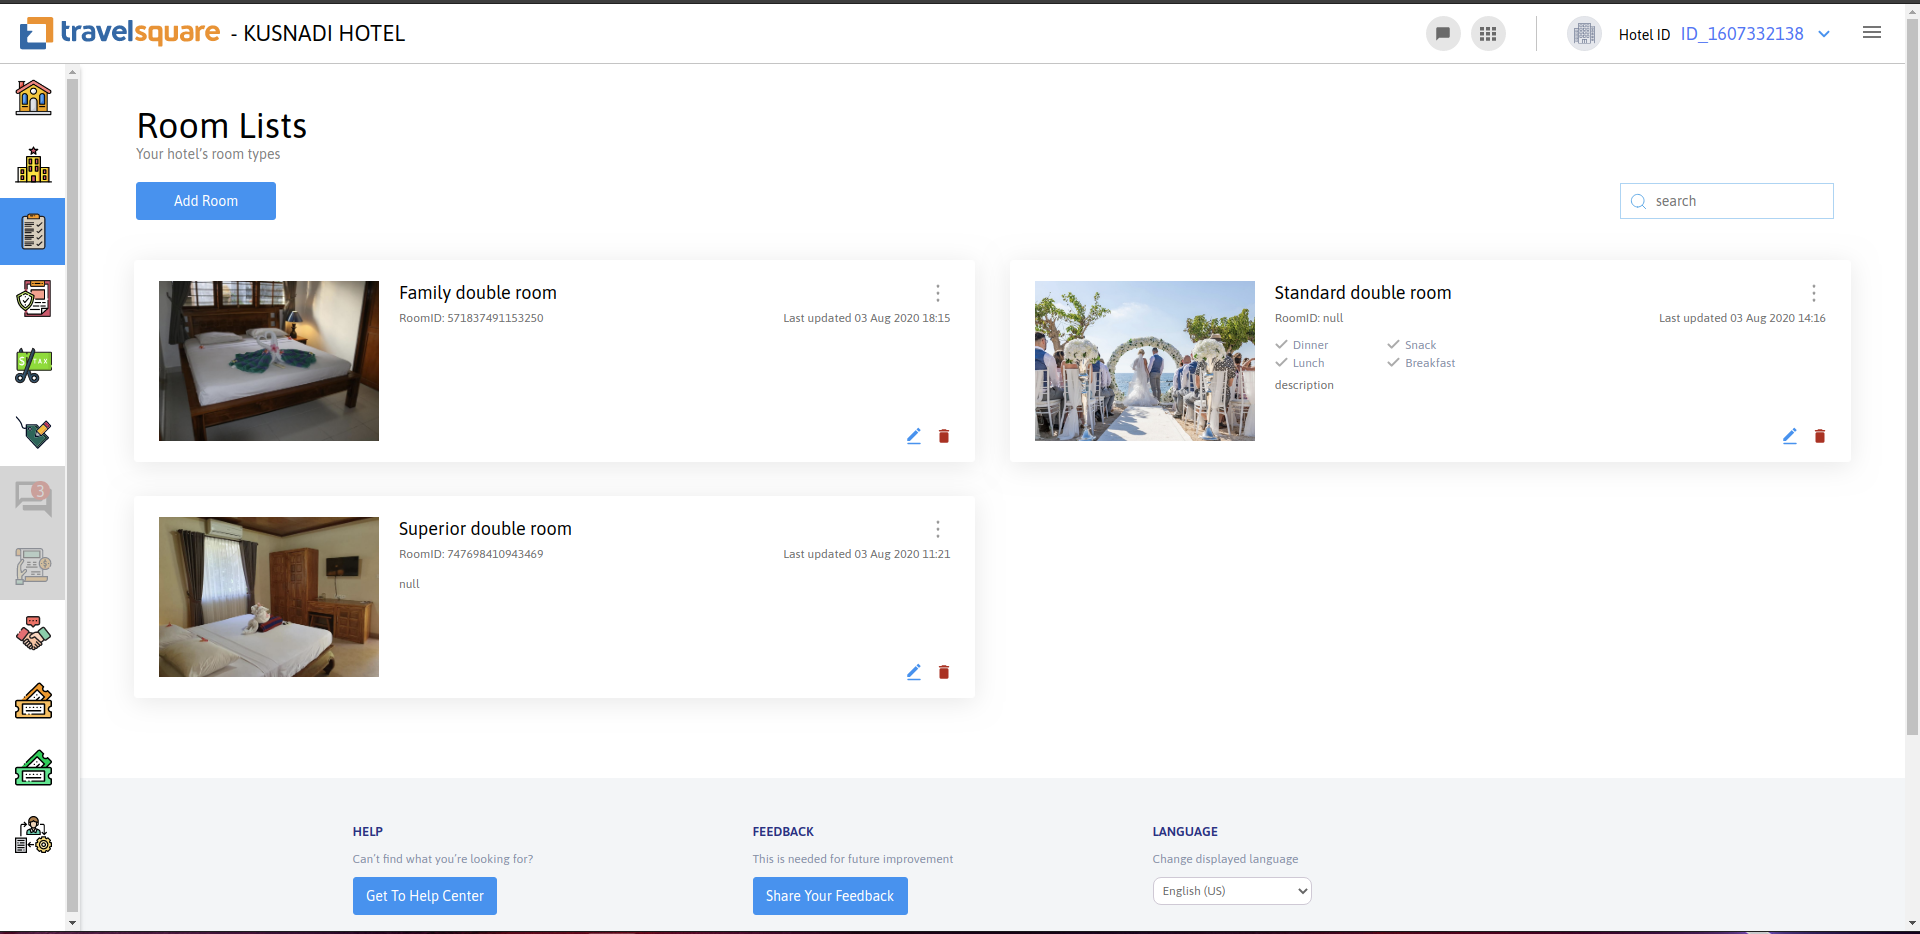 travelsquare - KUSNADI HOTEL
Hotel ID ID_1607332138
Room Lists
Your hotel's room types
Add Room
search
Family double room
RoomID: 571837491153250
Last updated 03 Aug 2020 18:15
Standard double room
RoomID: null
Last updated 03 Aug 2020 14:16
Dinner
Snack
Lunch
Breakfast
description
Superior double room
RoomID: 747698410943469
Last updated 03 Aug 2020 11:21
null
3
HELP
Can't find what you're looking for?
Get To Help Center
FEEDBACK
This is needed for future improvement
Share Your Feedback
LANGUAGE
Change displayed language
English (US)